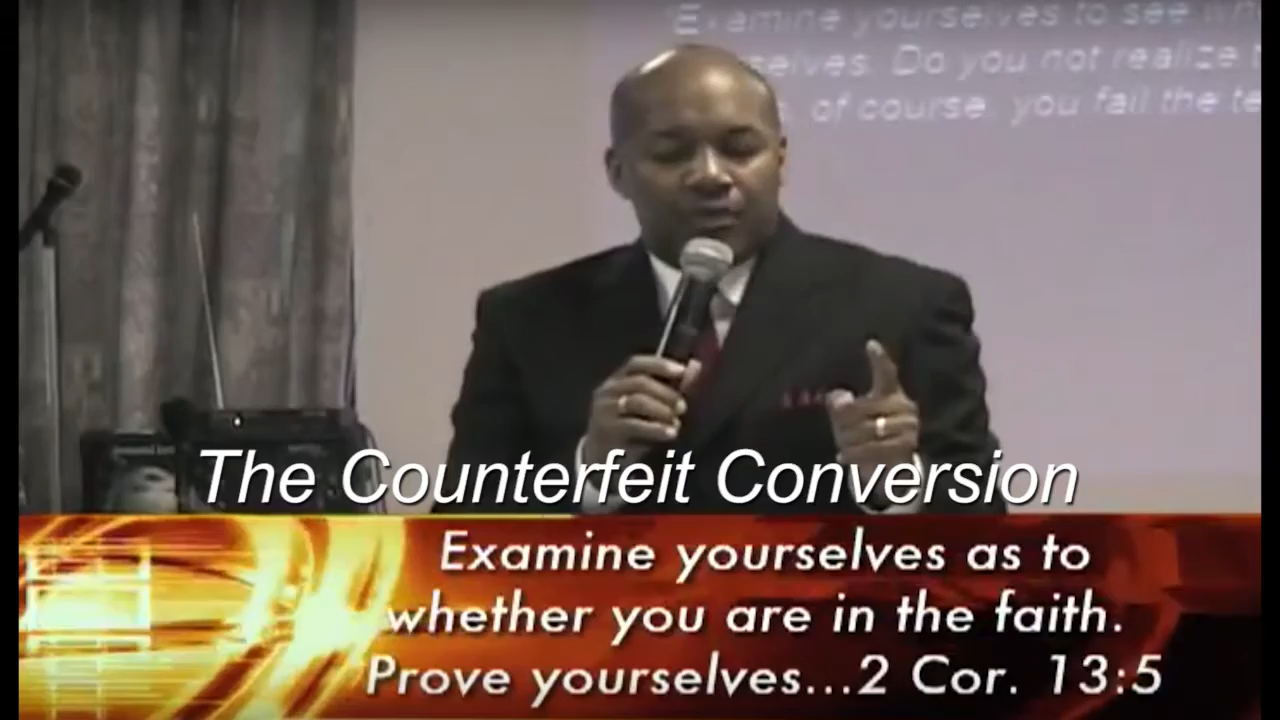 Examine yourselves to see
selves. Do you not realize
of course, you fail the
The Counterfeit Conversion
Examine yourselves as to
whether you are in the faith.
Prove yourselves...2 Cor. 13:5